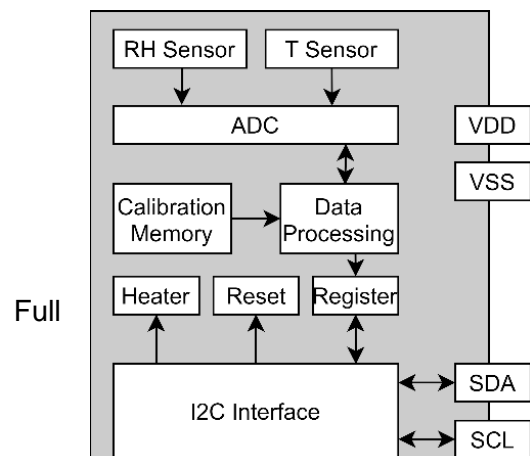 RH Sensor
T Sensor
ADC
VDD
VSS
Calibration
Memory
Data
Processing
Full
Heater
Reset
Register
I2C Interface
SDA
SCL